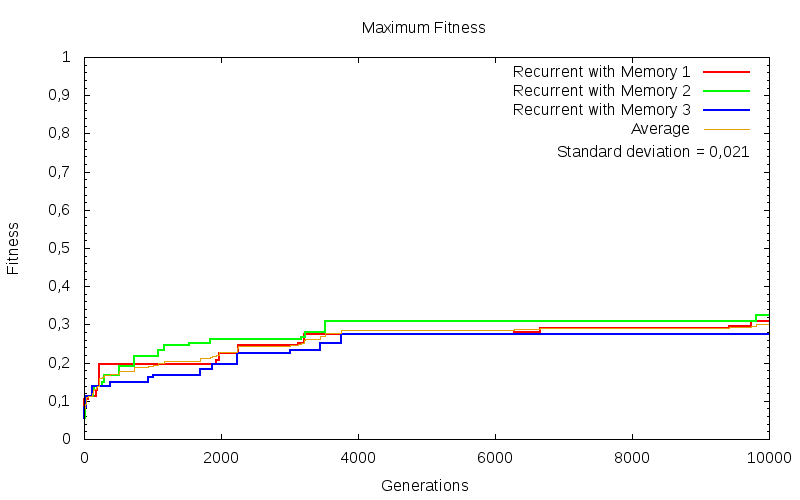 Maximum Fitness
Recurrent with Memory 1
Recurrent with Memory 2
Recurrent with Memory 3
Average
Standard deviation = 0,021
1
0,9
0,8
0,7
0,6
0,5
0,4
0,3
0,2
0,1
0
Fitness
0 2000 4000 6000 8000 10000
Generations